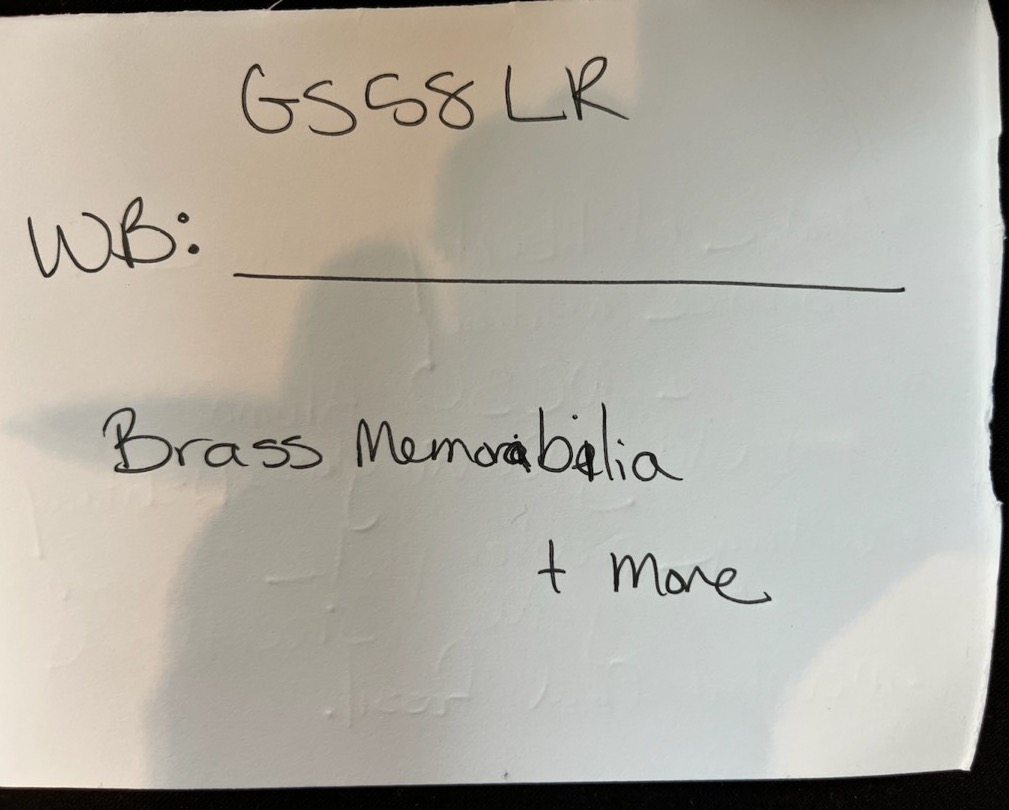 GS58LR
WB:
Brass Memorabilia
+ more